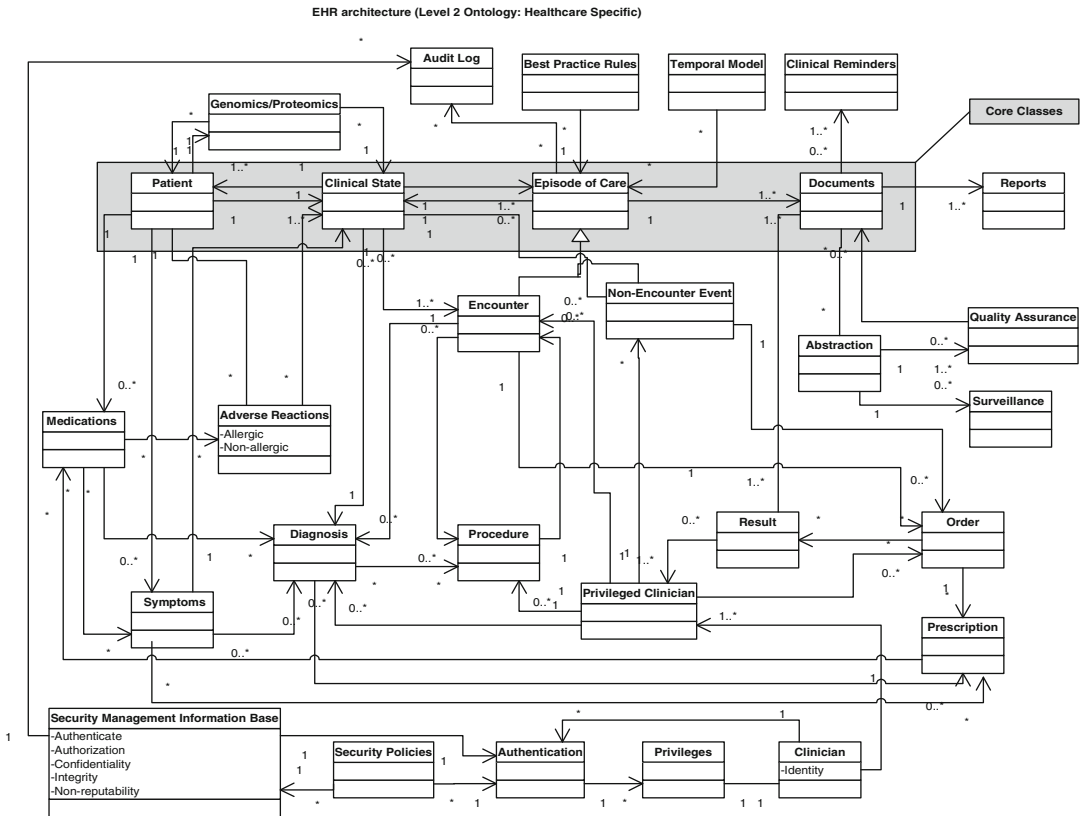 EHR architecture (Level 2 Ontology: Healthcare Specific)
Audit Log
Best Practice Rules
Temporal Model
Clinical Reminders
Genomics/Proteomics
Core Classes
Patient
Clinical State
Episode of Care
Documents
Reports
Encounter
Non-Encounter Event
Quality Assurance
Abstraction
Surveillance
Medications
Adverse Reactions
-Allergic
-Non-allergic
Diagnosis
Procedure
Result
Order
Symptoms
Privileged Clinician
Prescription
Security Management Information Base
-Authenticate
-Authorization
-Confidentiality
-Integrity
-Non-reputability
Security Policies
Authentication
Privileges
Clinician
-Identity